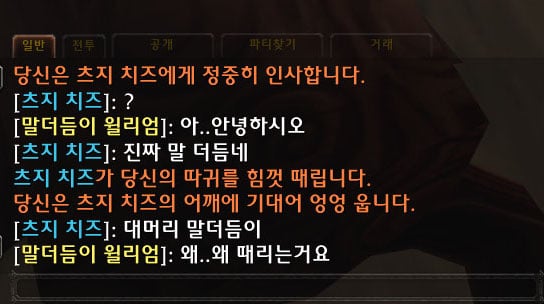 일반 전투 공개 파티찾기 거래
당신은 츠지 치즈에게 정중히 인사합니다.
[츠지 치즈]: ?
[말더듬이 윌리엄]: 아..안녕하시오
[츠지 치즈]: 진짜 말 더듬네
츠지 치즈가 당신의 따귀를 힘껏 때립니다.
당신은 츠지 치즈의 어깨에 기대어 엉엉 웁니다.
[츠지 치즈]: 대머리 말더듬이
[말더듬이 윌리엄]: 왜..왜 때리는거요